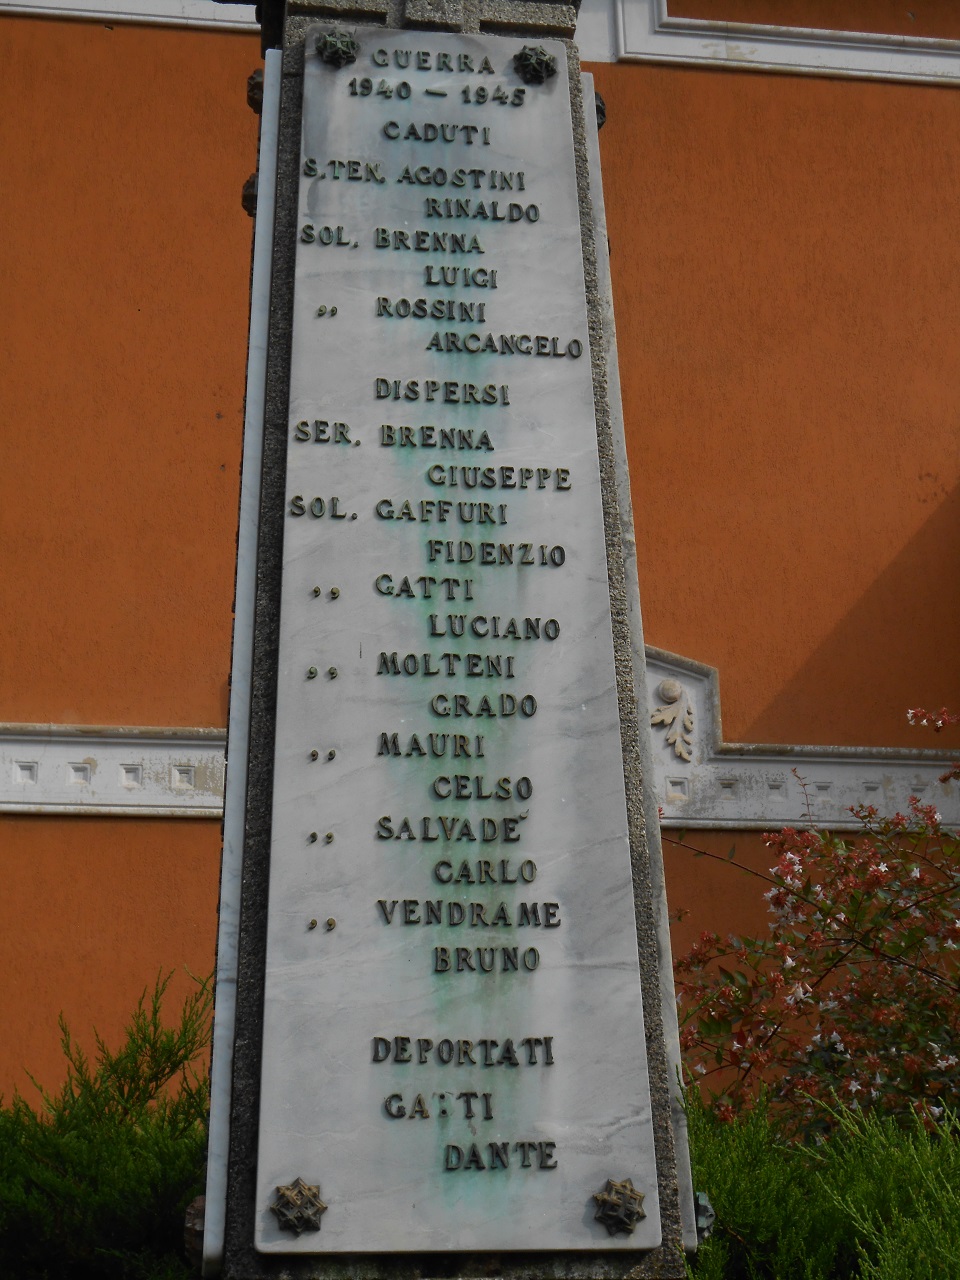 GUERRA
1940 — 1945
CADUTI
S.TEN. AGOSTINI
RINALDO
SOL. BRENNA
LUIGI
,, ROSSINI
ARCANGELO
DISPERSI
SER. BRENNA
GIUSEPPE
SOL. GAFFURI
FIDENZIO
,, GATTI
LUCIANO
,, MOLTENI
GRADO
,, MAURI
CELSO
,, SALVADÈ
CARLO
,, VENDRAME
BRUNO
DEPORTATI
GATTI
DANTE